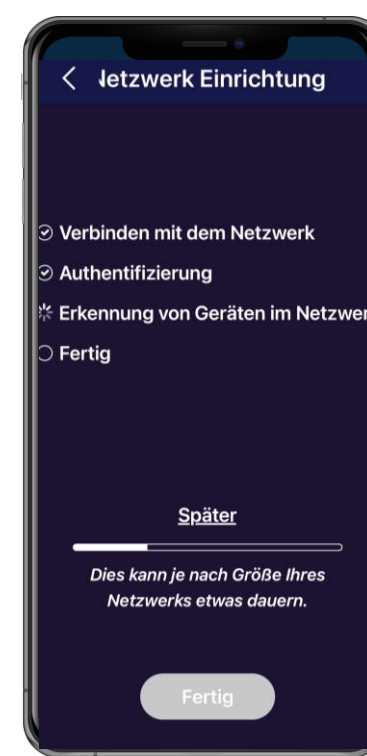 Netzwerk Einrichtung
Verbinden mit dem Netzwerk
Authentifizierung
Erkennung von Geräten im Netzwer
Fertig
Später
Dies kann je nach Größe Ihres
Netzwerks etwas dauern.
Fertig